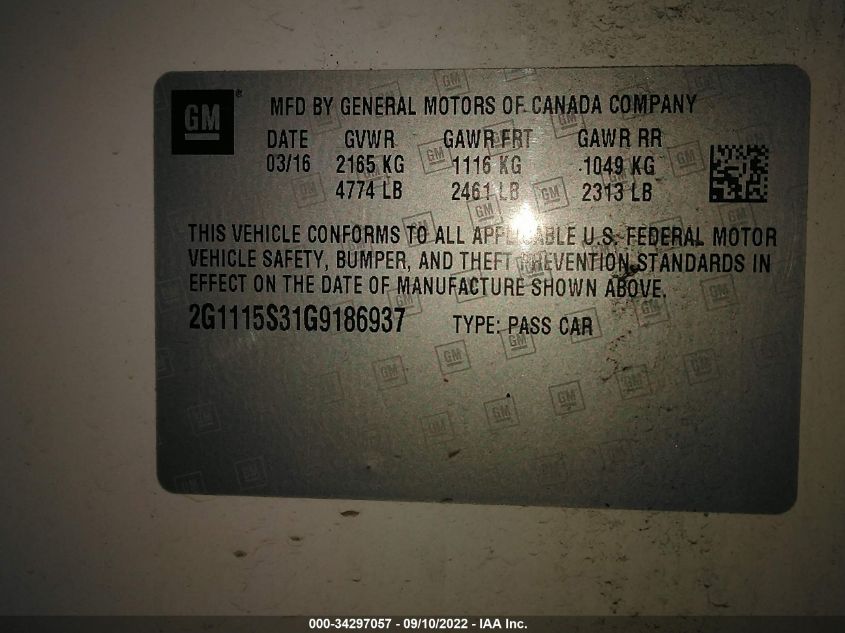 GM ®
MFD BY GENERAL MOTORS OF CANADA COMPANY
DATE GVWR GAWR FRT GAWR RR
03/16 2165 KG 1116 KG 1049 KG
4774 LB 2461 LB 2313 LB
THIS VEHICLE CONFORMS TO ALL APPLICABLE U.S. FEDERAL MOTOR
VEHICLE SAFETY, BUMPER, AND THEFT PREVENTION STANDARDS IN
EFFECT ON THE DATE OF MANUFACTURE SHOWN ABOVE.
2G1115S31G9186937 TYPE: PASS CAR
000-34297057 - 09/10/2022 - IAA Inc.